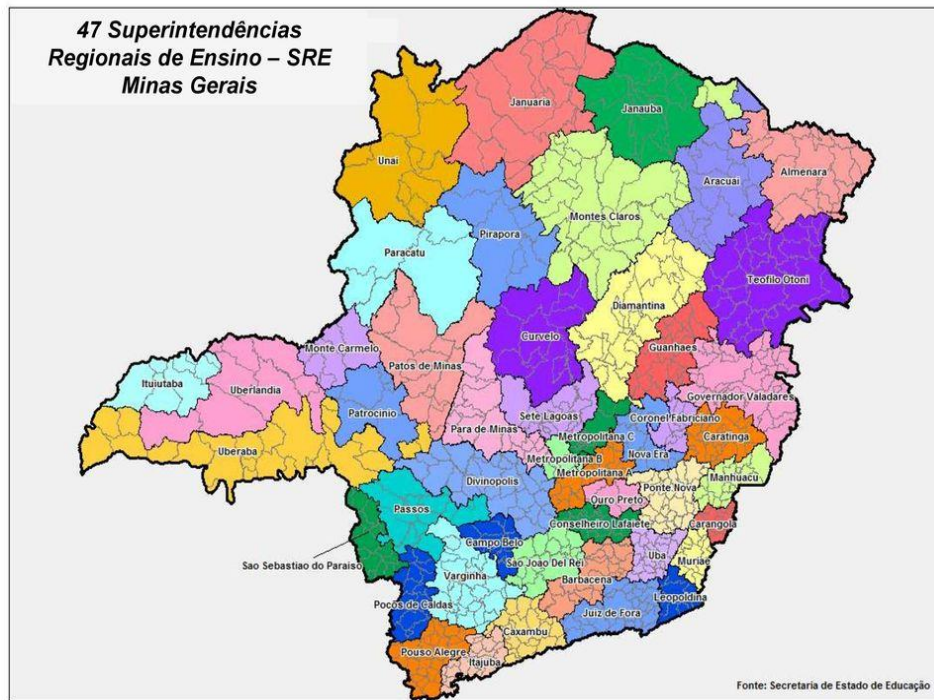 47 Superintendências
Regionais de Ensino – SRE
Minas Gerais
Januaria
Janauba
Unai
Aracuai
Almenara
Montes Claros
Pirapora
Paracatu
Teofilo Otoni
Diamantina
Curvelo
Guanhaes
Monte Carmelo
Patos de Minas
Ituiutaba
Uberlandia
Governador Valadares
Patrocinio
Sete Lagoas
Coronel Fabriciano
Para de Minas
Metropolitana C
Caratinga
Uberaba
Nova Era
Metropolitana B
Metropolitana A
Manhuacu
Divinopolis
Ponte Nova
Ouro Preto
Passos
Conselheiro Lafaiete
Carangola
Campo Belo
Sao Sebastiao do Paraiso
Sao Joao Del Rei
Uba
Muriae
Varginha
Barbacena
Leopoldina
Pocos de Caldas
Juiz de Fora
Caxambu
Pouso Alegre
Itajuba
Fonte: Secretaria de Estado de Educação